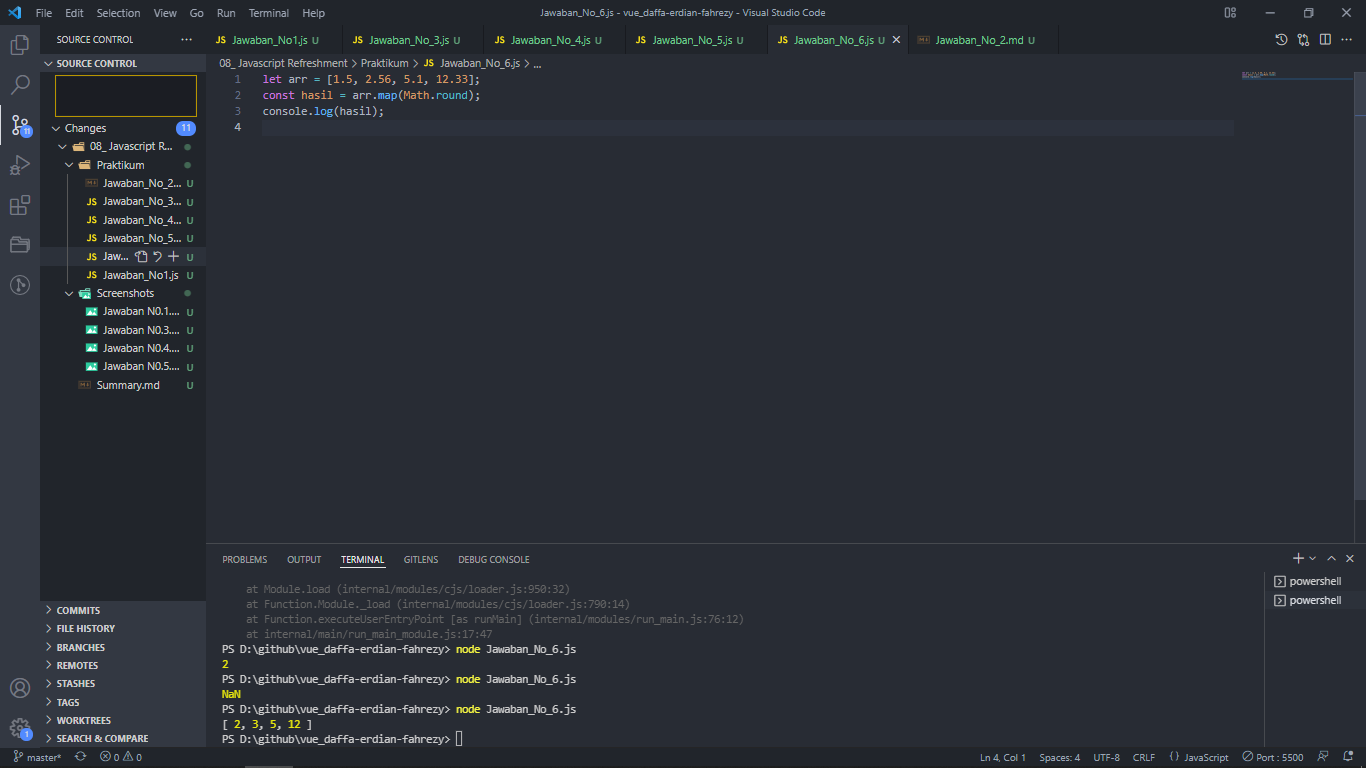 File Edit Selection View Go Run Terminal Help
Jawaban_No_6.js - vue_daffa-erdian-fahrezy - Visual Studio Code
SOURCE CONTROL ...
JS Jawaban_No1.js U
JS Jawaban_No_3.js U
JS Jawaban_No_4.js U
JS Jawaban_No_5.js U
JS Jawaban_No_6.js U
Jawaban_No_2.md U
SOURCE CONTROL
Changes 11
08_ Javascript R...
Praktikum
Jawaban_No_2... U
JS Jawaban_No_3... U
JS Jawaban_No_4... U
JS Jawaban_No_5... U
JS Jaw... U
JS Jawaban_No1.js U
Screenshots
Jawaban N0.1.... U
Jawaban N0.3.... U
Jawaban N0.4.... U
Jawaban N0.5.... U
Summary.md U
COMMITS
FILE HISTORY
BRANCHES
REMOTES
STASHES
TAGS
WORKTREES
SEARCH & COMPARE
11
1
08_ Javascript Refreshment > Praktikum > JS Jawaban_No_6.js > ...
1 let arr = [1.5, 2.56, 5.1, 12.33];
2 const hasil = arr.map(Math.round);
3 console.log(hasil);
4
PROBLEMS OUTPUT TERMINAL GITLENS DEBUG CONSOLE
at Module.load (internal/modules/cjs/loader.js:950:32)
at Function.Module._load (internal/modules/cjs/loader.js:790:14)
at Function.executeUserEntryPoint [as runMain] (internal/modules/run_main.js:76:12)
at internal/main/run_main_module.js:17:47
PS D:\github\vue_daffa-erdian-fahrezy> node Jawaban_No_6.js
2
PS D:\github\vue_daffa-erdian-fahrezy> node Jawaban_No_6.js
NaN
PS D:\github\vue_daffa-erdian-fahrezy> node Jawaban_No_6.js
[ 2, 3, 5, 12 ]
PS D:\github\vue_daffa-erdian-fahrezy>
powershell
powershell
master* 0 0
Ln 4, Col 1 Spaces: 4 UTF-8 CRLF {} JavaScript Port : 5500